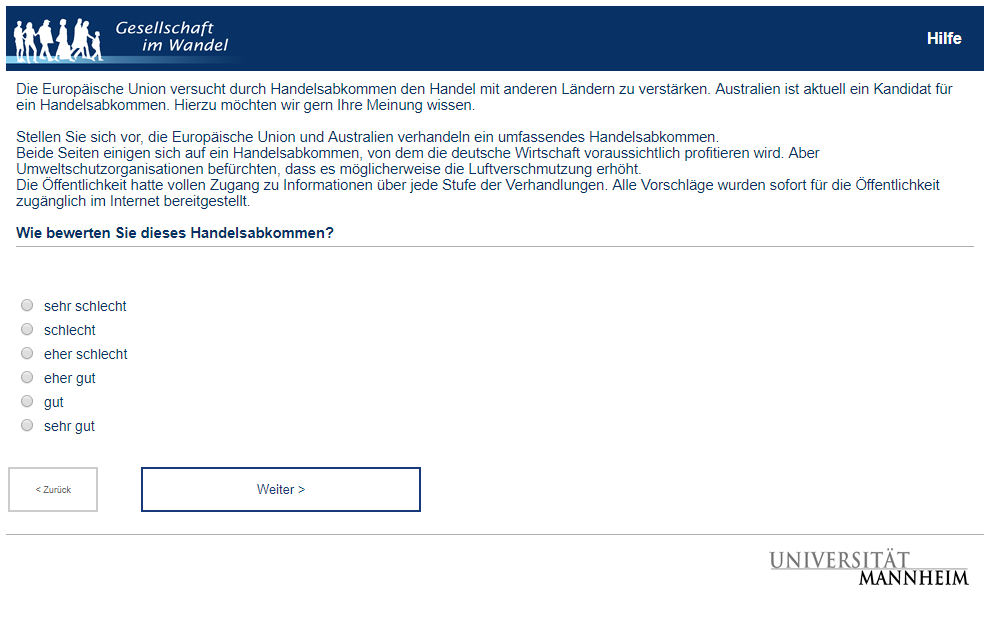 Gesellschaft
im Wandel
Hilfe
Die Europäische Union versucht durch Handelsabkommen den Handel mit anderen Ländern zu verstärken. Australien ist aktuell ein Kandidat für
ein Handelsabkommen. Hierzu möchten wir gern Ihre Meinung wissen.
Stellen Sie sich vor, die Europäische Union und Australien verhandeln ein umfassendes Handelsabkommen.
Beide Seiten einigen sich auf ein Handelsabkommen, von dem die deutsche Wirtschaft voraussichtlich profitieren wird. Aber
Umweltschutzorganisationen befürchten, dass es möglicherweise die Luftverschmutzung erhöht.
Die Öffentlichkeit hatte vollen Zugang zu Informationen über jede Stufe der Verhandlungen. Alle Vorschläge wurden sofort für die Öffentlichkeit
zugänglich im Internet bereitgestellt.
Wie bewerten Sie dieses Handelsabkommen?
sehr schlecht
schlecht
eher schlecht
eher gut
gut
sehr gut
< Zurück
Weiter >
UNIVERSITÄT
MANNHEIM